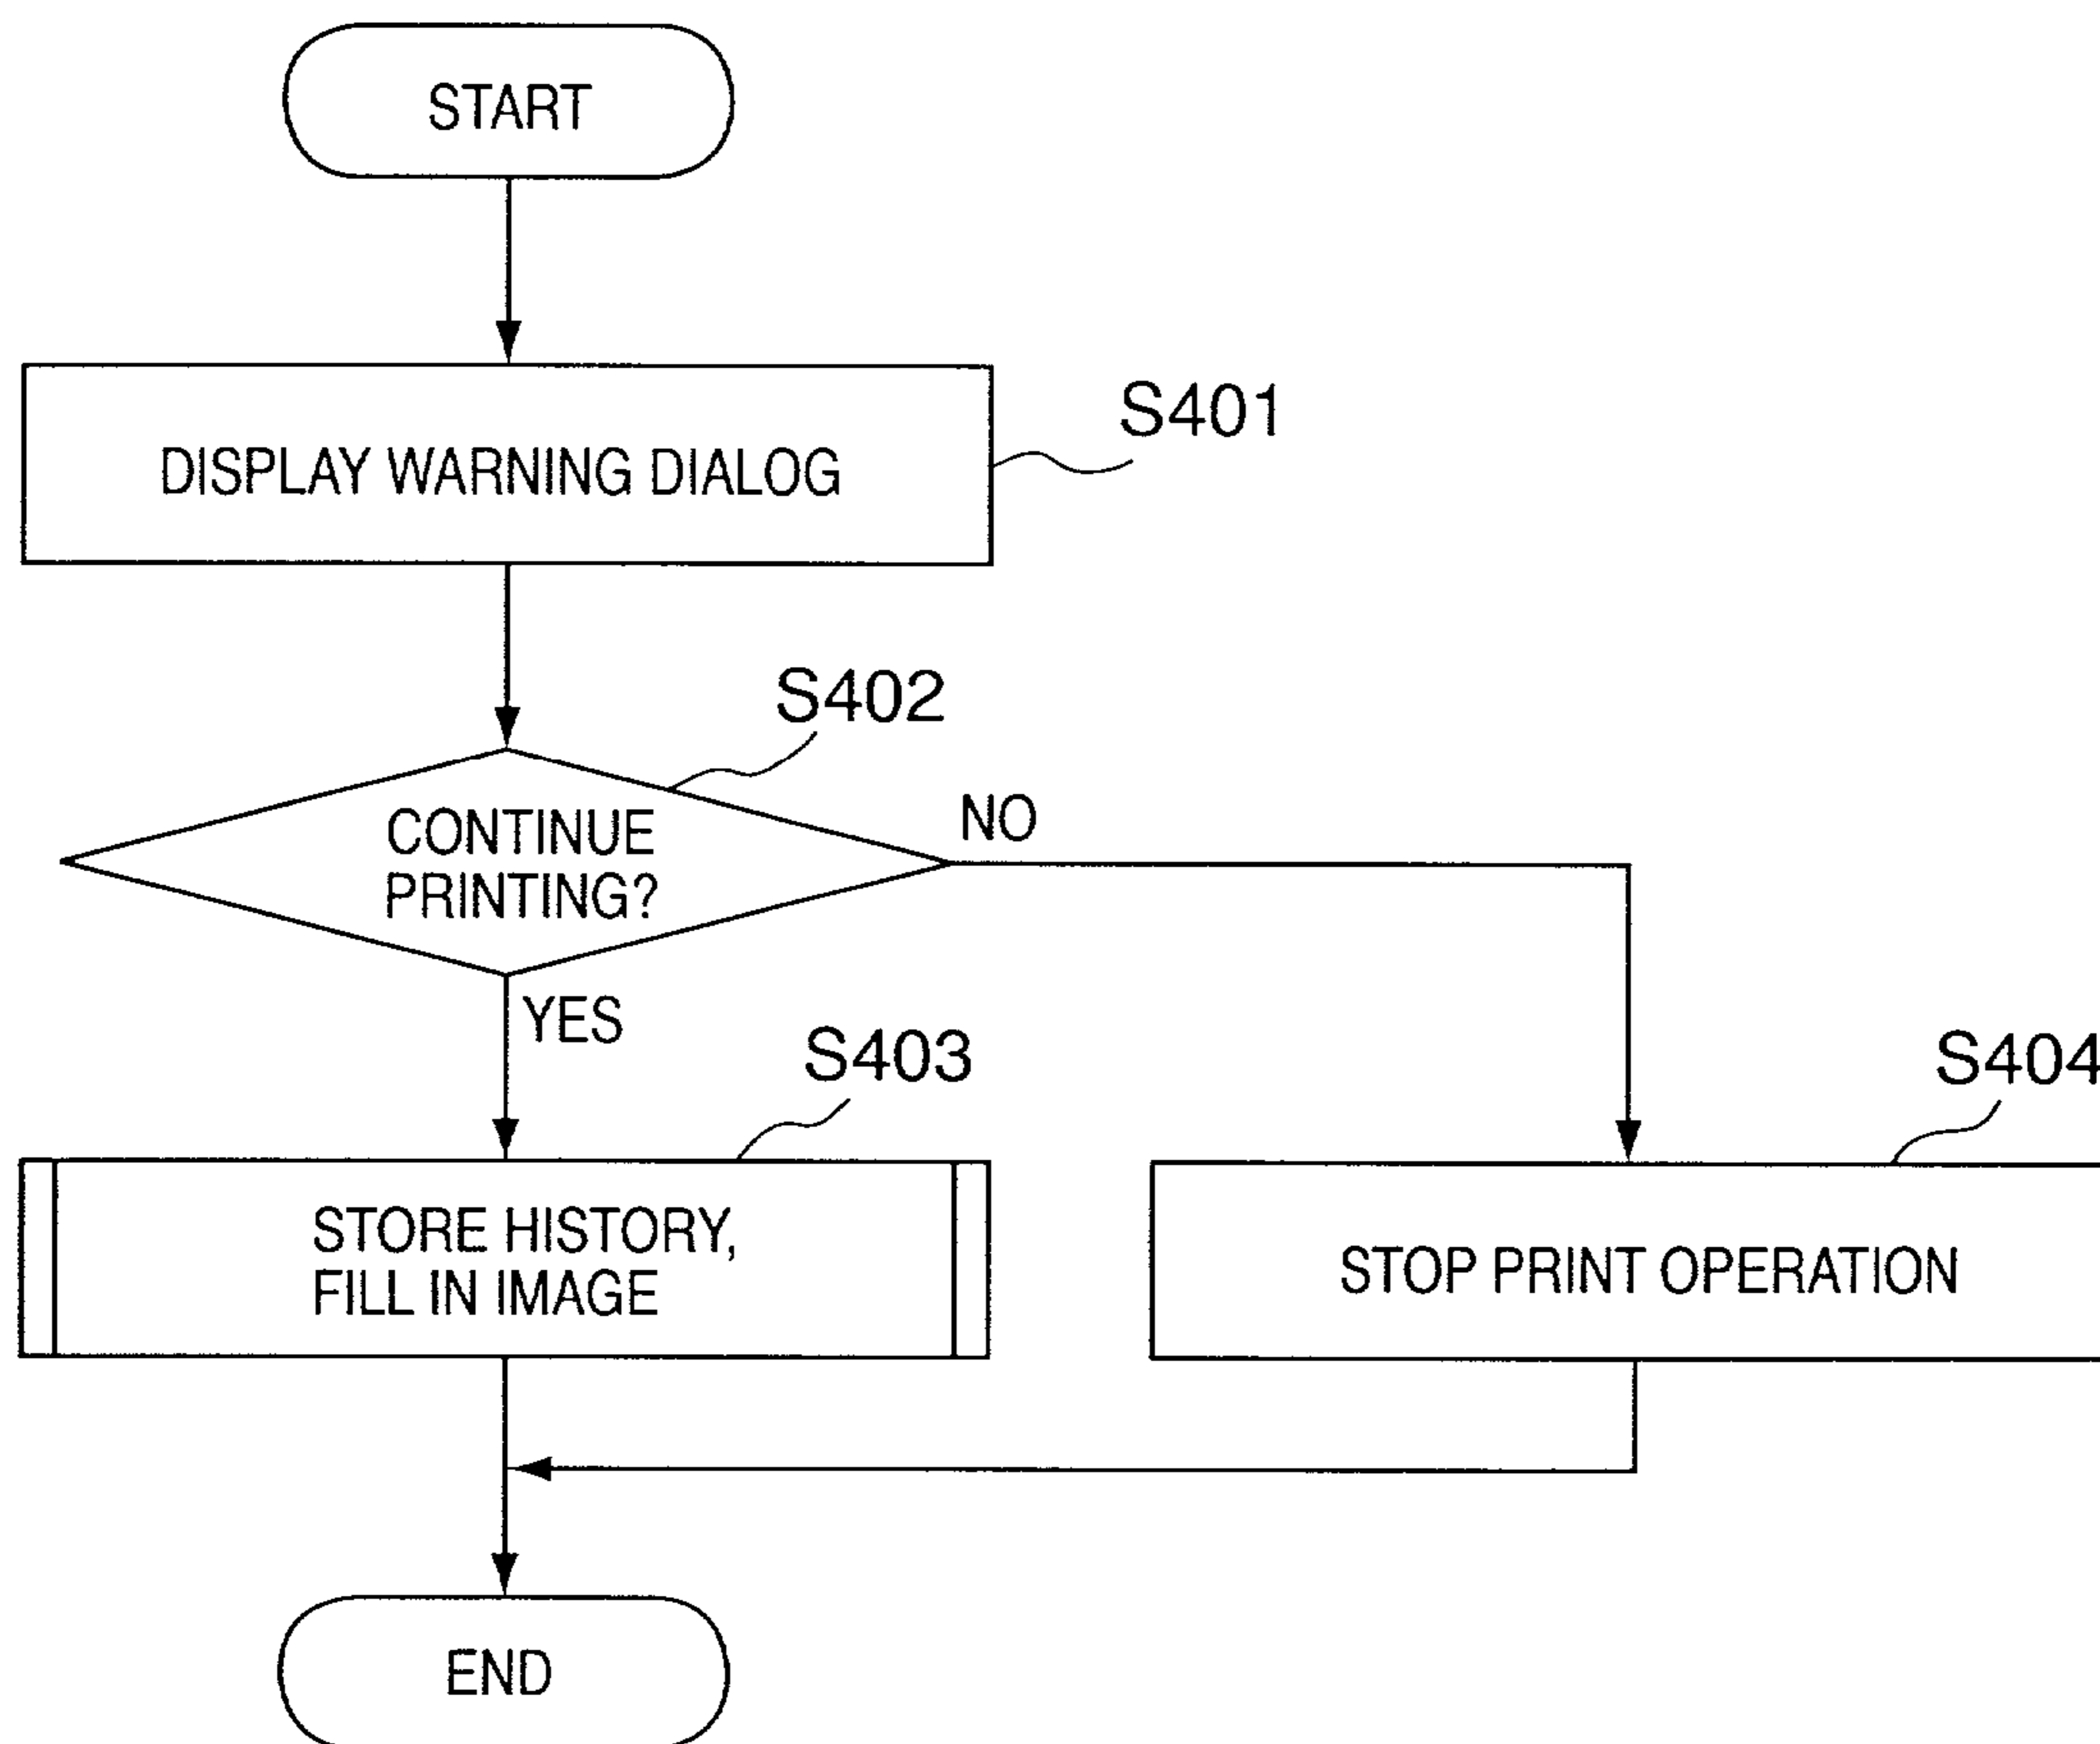 START
DISPLAY WARNING DIALOG
S401
S402
CONTINUE
PRINTING?
NO
YES
S403
STORE HISTORY,
FILL IN IMAGE
S404
STOP PRINT OPERATION
END